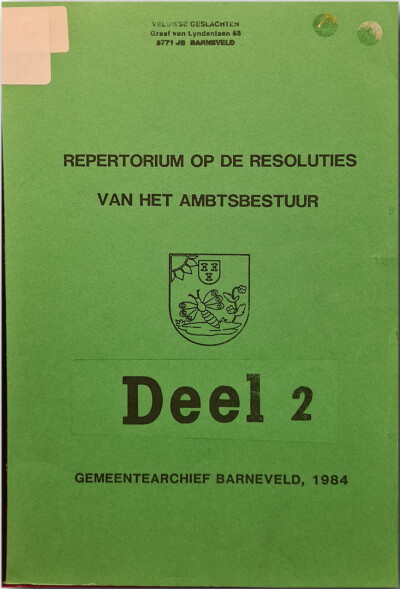 VELUWSE GESLACHTEN
Graaf van Lyndenlaan 53
3771 JB BARNEVELD
REPERTORIUM OP DE RESOLUTIES
VAN HET AMBTSBESTUUR
Deel 2
GEMEENTEARCHIEF BARNEVELD, 1984